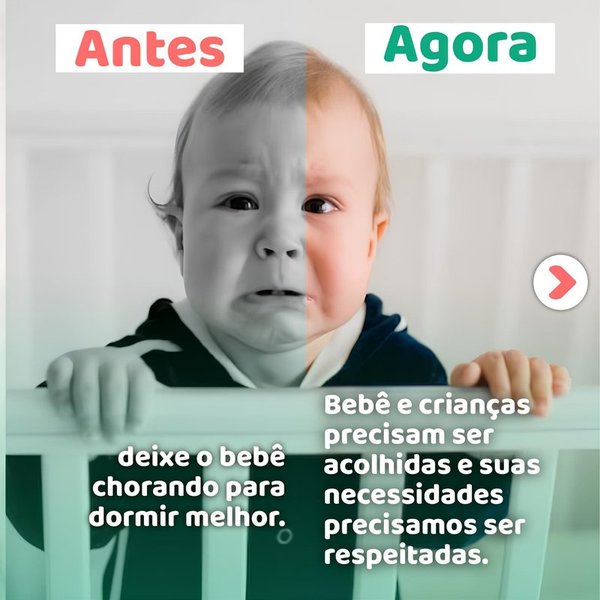 Antes
Agora
deixe o bebê
chorando para
dormir melhor.
Bebê e crianças
precisam ser
acolhidas e suas
necessidades
precisamos ser
respeitadas.